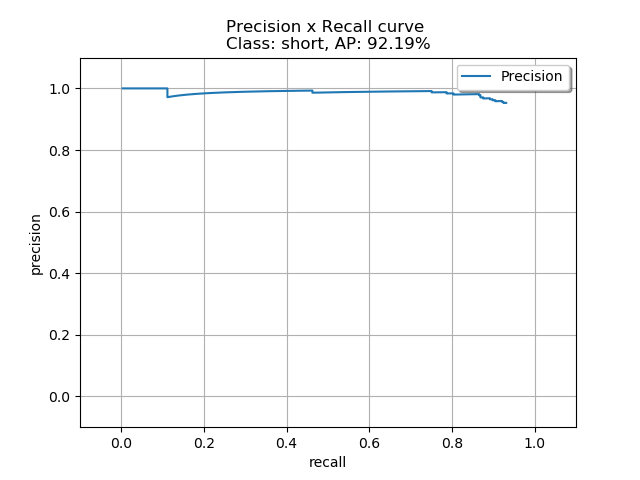 Precision x Recall curve
Class: short, AP: 92.19%
Precision
1.0
0.8
0.6
0.4
0.2
0.0
precision
0.0 0.2 0.4 0.6 0.8 1.0
recall